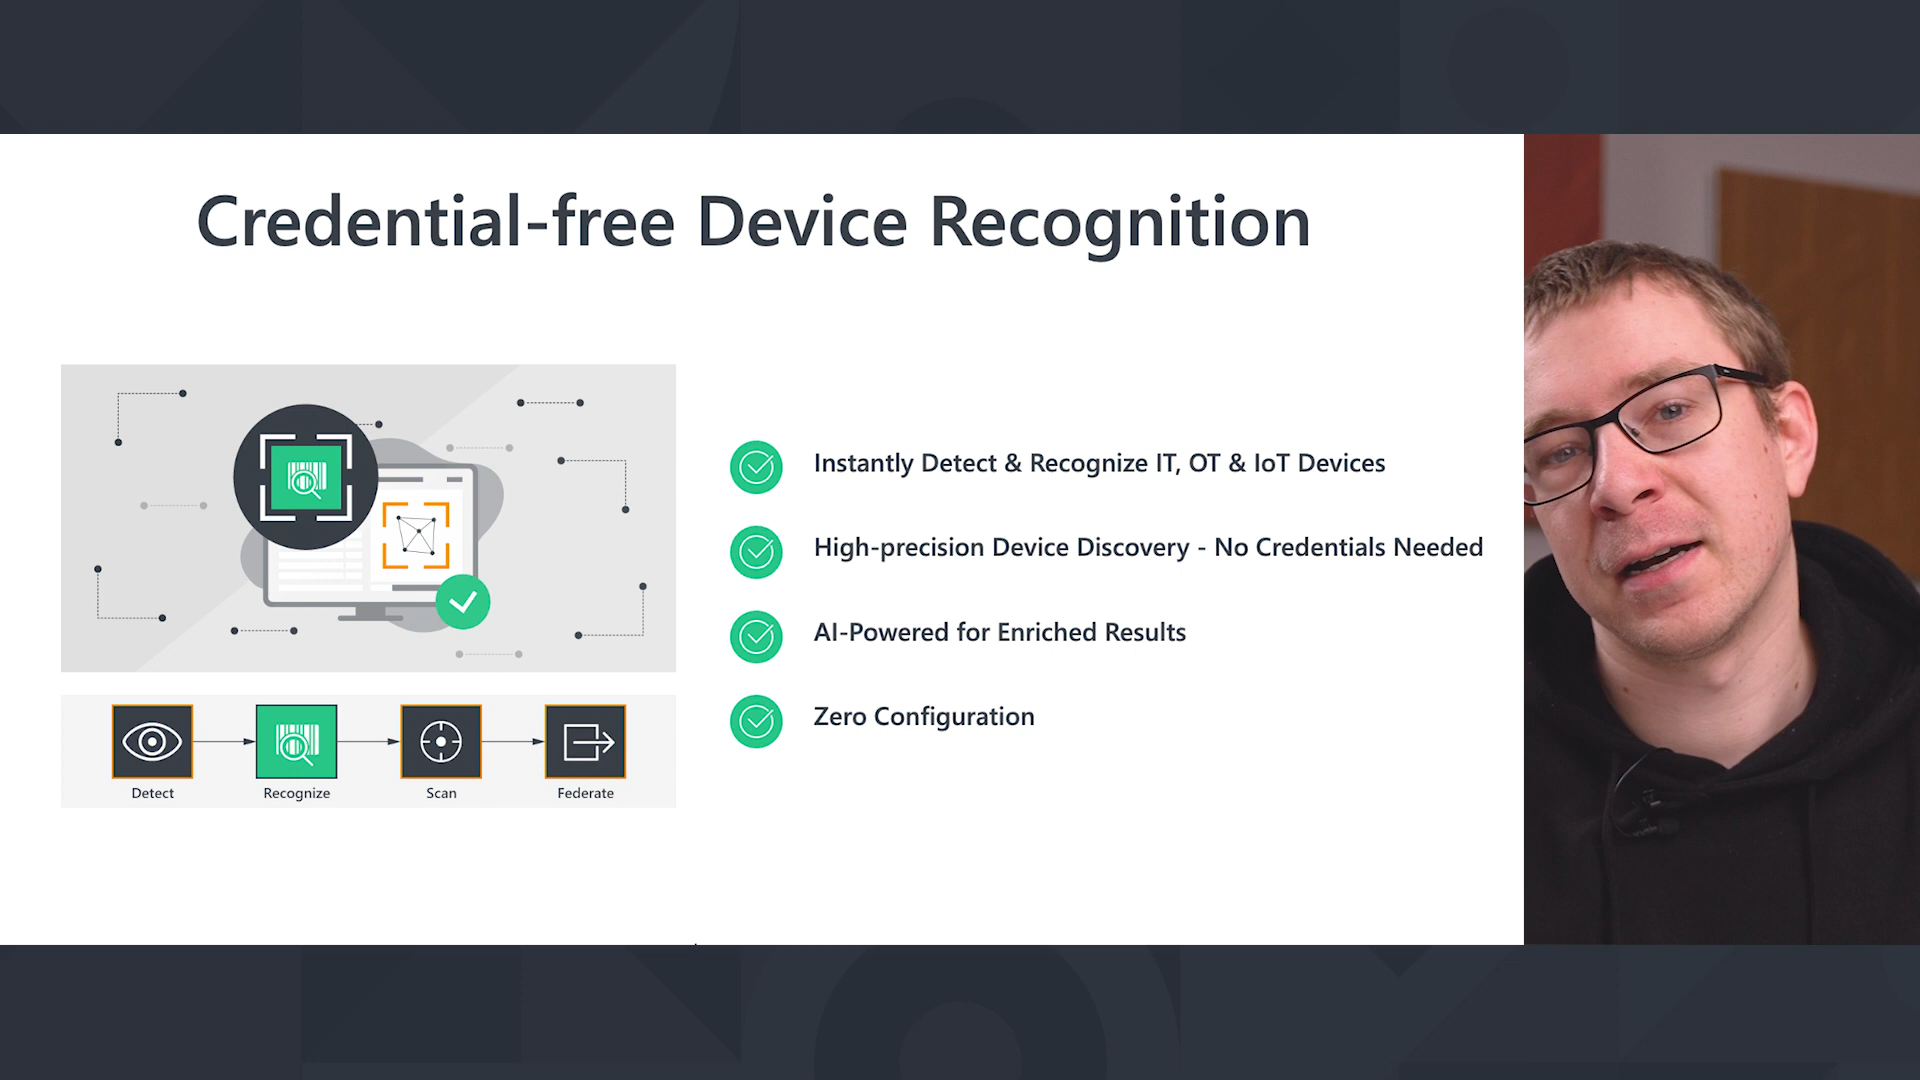 Credential-free Device Recognition
Instantly Detect & Recognize IT, OT & IoT Devices
High-precision Device Discovery - No Credentials Needed
AI-Powered for Enriched Results
Zero Configuration
Detect
Recognize
Scan
Federate